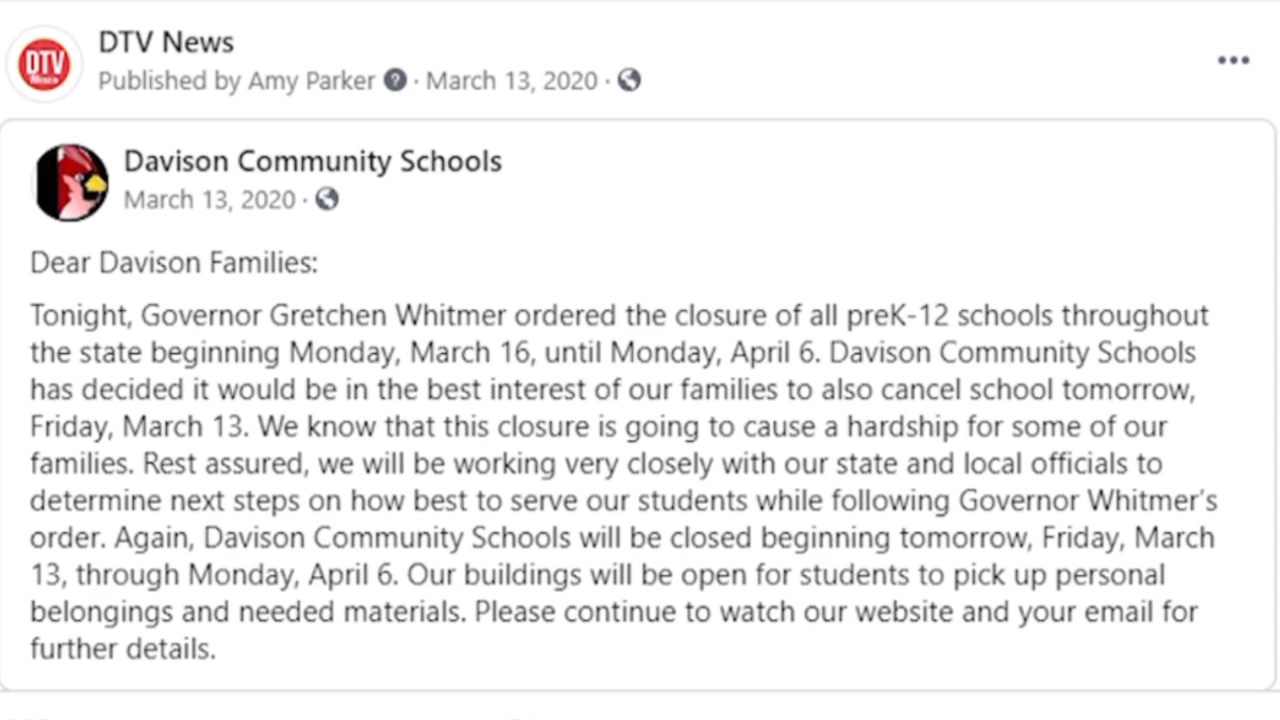 DTV News
DTV
Published by Amy Parker · March 13, 2020 ·
Davison Community Schools
March 13, 2020 ·
Dear Davison Families:
Tonight, Governor Gretchen Whitmer ordered the closure of all preK-12 schools throughout
the state beginning Monday, March 16, until Monday, April 6. Davison Community Schools
has decided it would be in the best interest of our families to also cancel school tomorrow,
Friday, March 13. We know that this closure is going to cause a hardship for some of our
families. Rest assured, we will be working very closely with our state and local officials to
determine next steps on how best to serve our students while following Governor Whitmer’s
order. Again, Davison Community Schools will be closed beginning tomorrow, Friday, March
13, through Monday, April 6. Our buildings will be open for students to pick up personal
belongings and needed materials. Please continue to watch our website and your email for
further details.